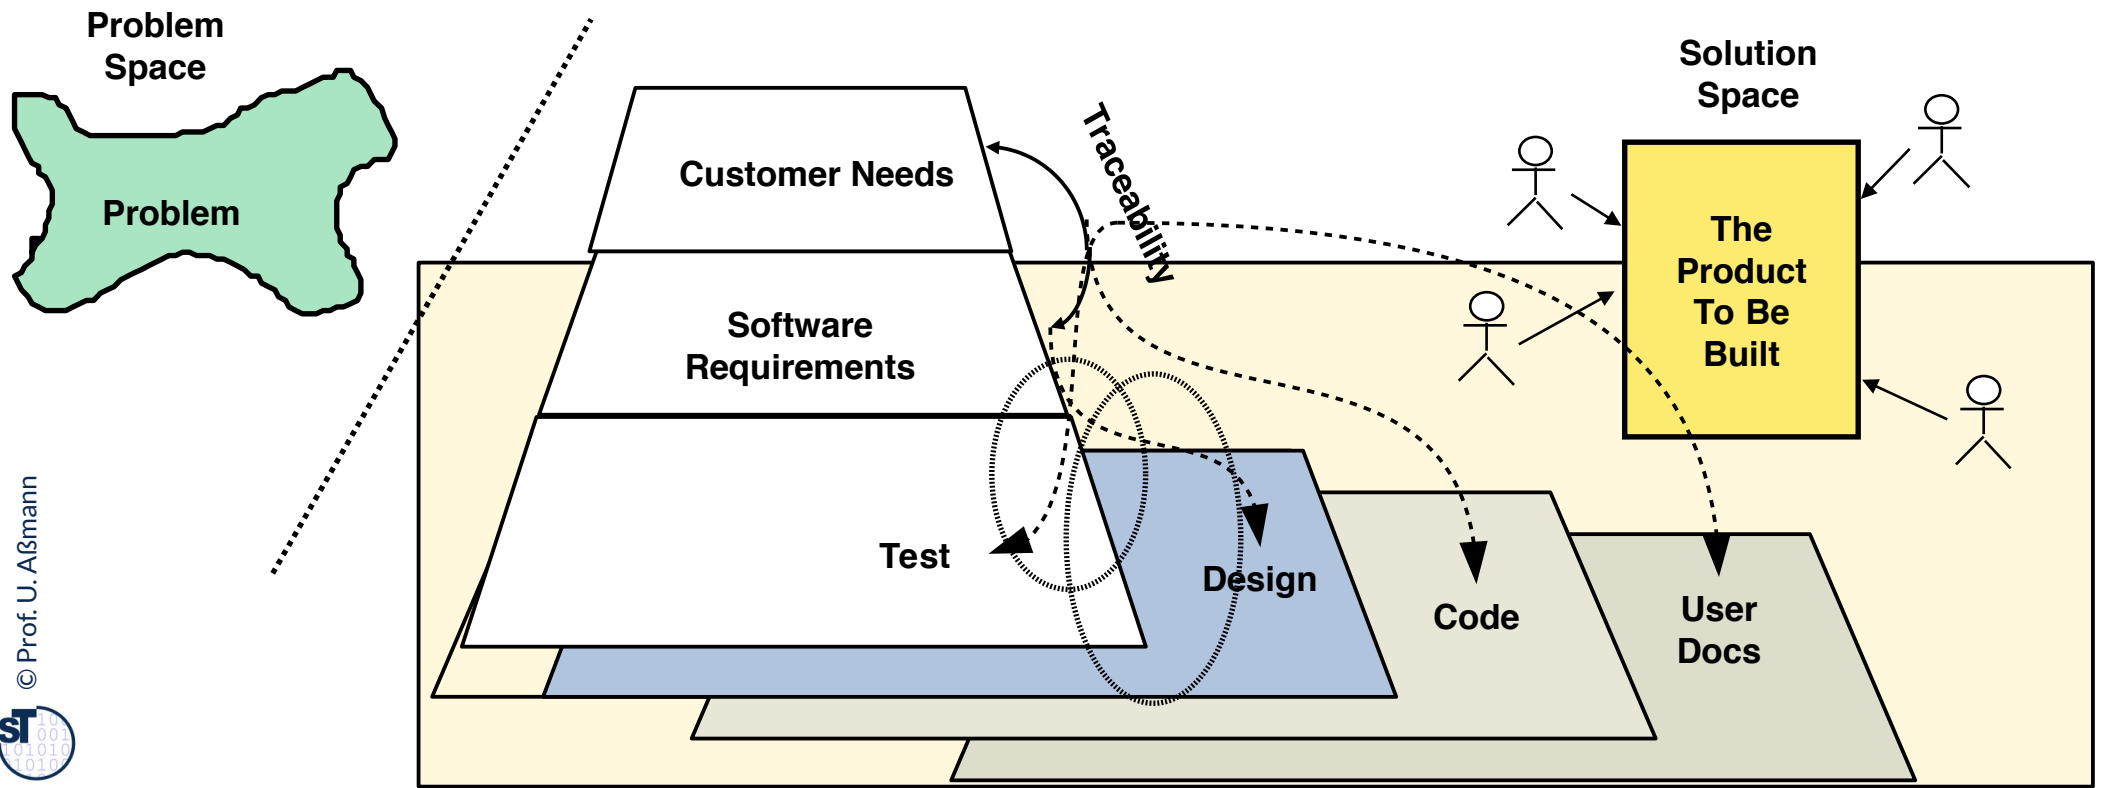 Problem
Space
Problem
Customer Needs
Traceability
Software
Requirements
Test
Design
Code
User
Docs
Solution
Space
The
Product
To Be
Built
© Prof. U. Aßmann
ST